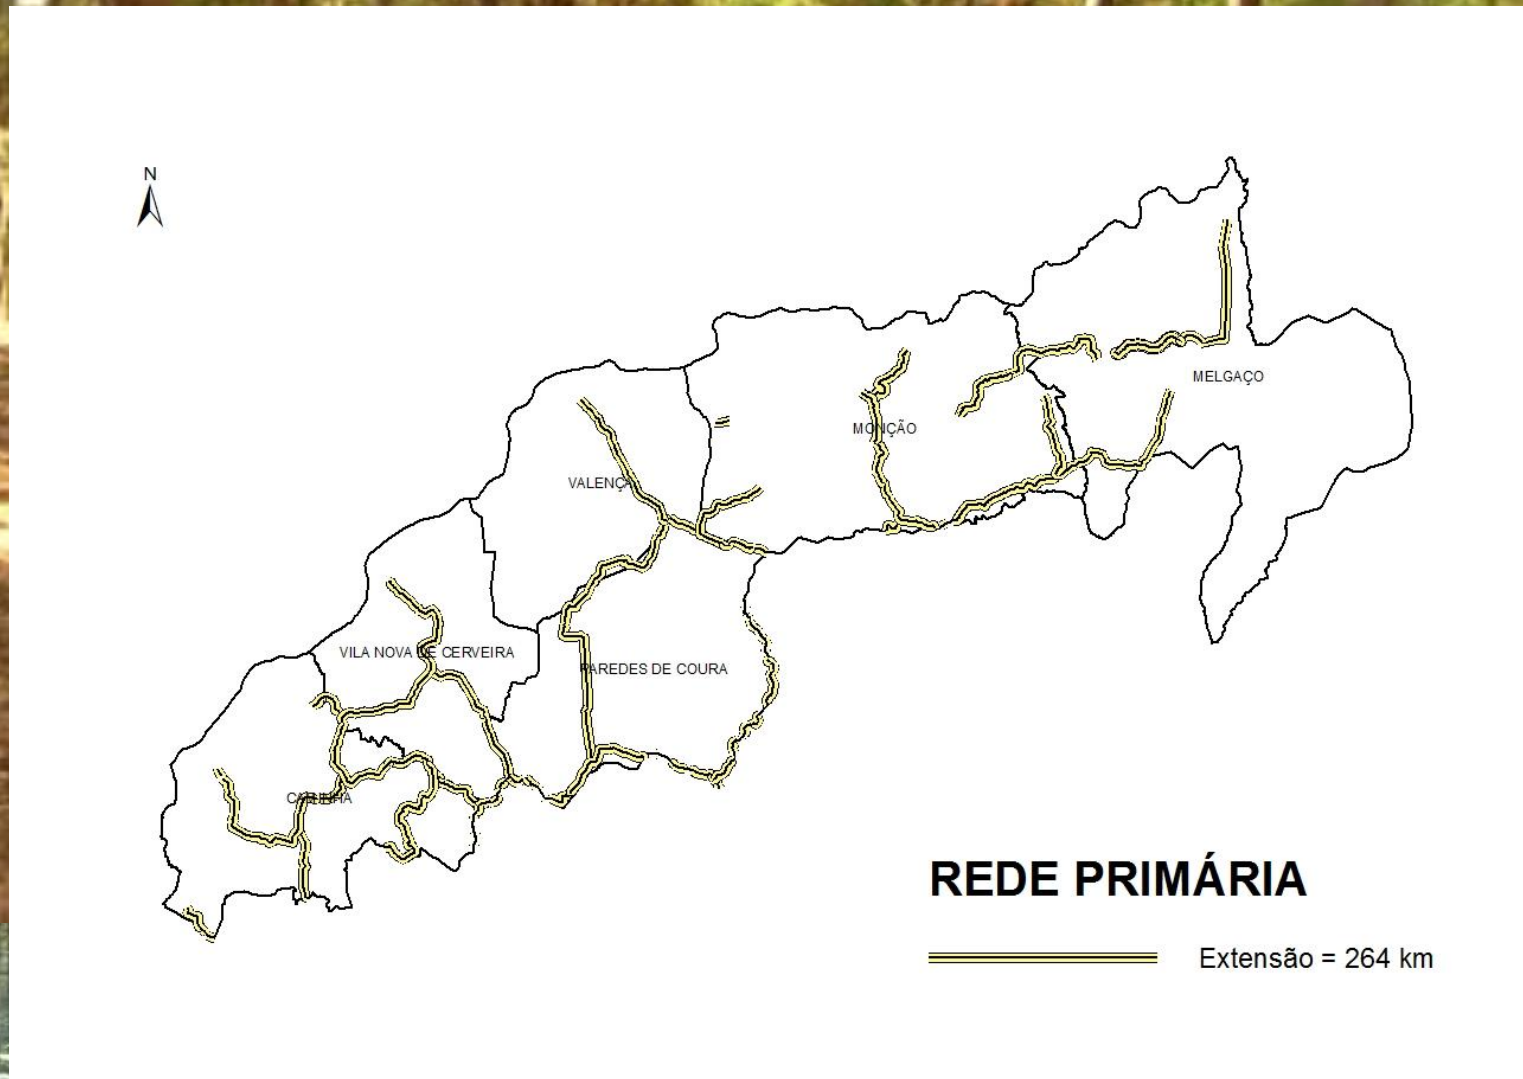 N
MELGAÇO
MONÇÃO
VALENÇA
VILA NOVA DE CERVEIRA
PAREDES DE COURA
CAMINHA
REDE PRIMÁRIA
Extensão = 264 km